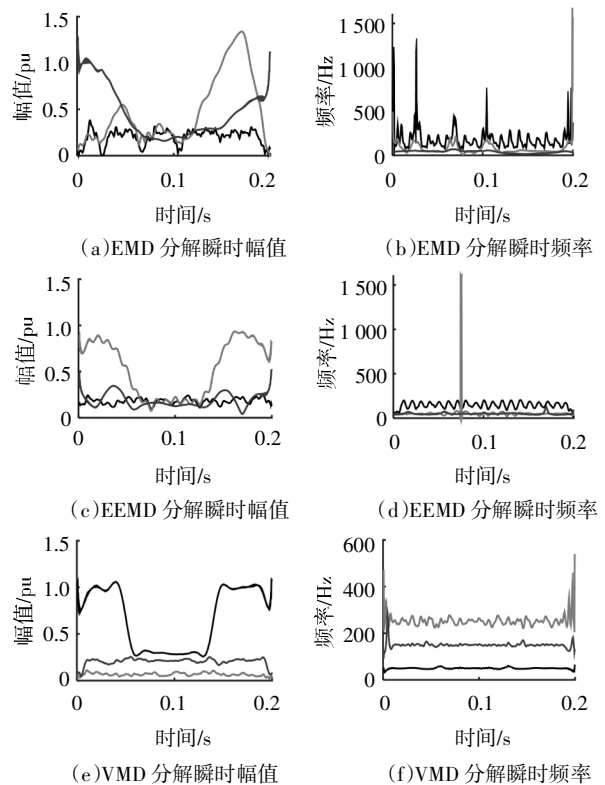 1.5
1.0
0.5
0
幅值/pu
0 0.1 0.2
时间/s
(a)EMD 分解瞬时幅值
1 500
1 000
500
0
频率/Hz
0 0.1 0.2
时间/s
(b)EMD 分解瞬时频率
1.5
1.0
0.5
0
幅值/pu
0 0.1 0.2
时间/s
(c)EEMD 分解瞬时幅值
1 500
1 000
500
0
频率/Hz
0 0.1 0.2
时间/s
(d)EEMD 分解瞬时频率
1.5
1.0
0.5
0
幅值/pu
0 0.1 0.2
时间/s
(e)VMD 分解瞬时幅值
600
400
200
0
频率/Hz
0 0.1 0.2
时间/s
(f)VMD 分解瞬时频率